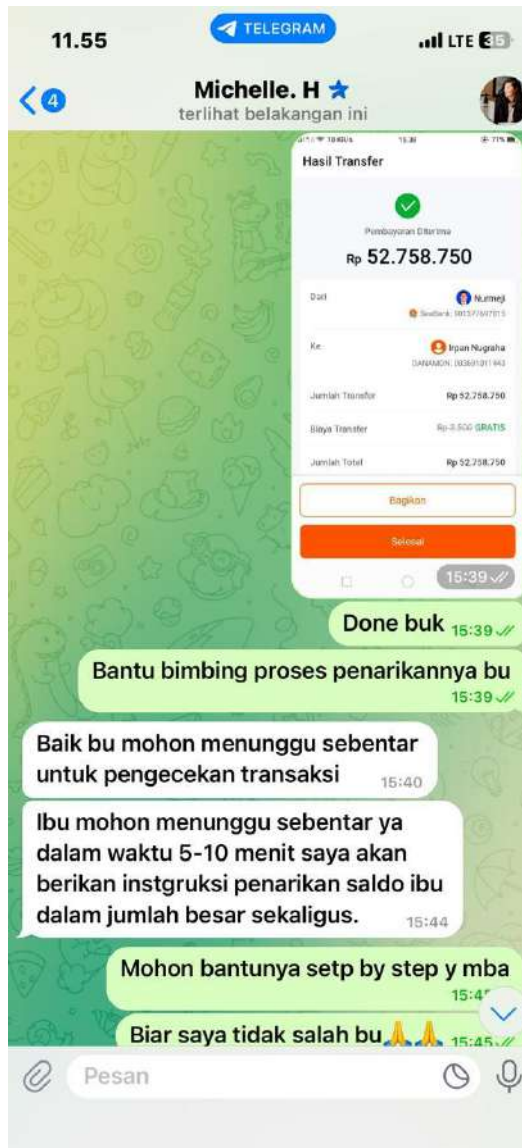 11.55
TELEGRAM
LTE 35
4
Michelle. H
terlihat belakangan ini
Hasil Transfer
Pembayaran Diterima
Rp 52.758.750
Dari
Nurmeji
Ke
Irpan Nugraha
Jumlah Transfer
Rp 52.758.750
Biaya Transfer
GRATIS
Jumlah Total
Rp 52.758.750
Bagikan
Selesai
15:39
Done buk 15:39
Bantu bimbing proses penarikannya bu
15:39
Baik bu mohon menunggu sebentar
untuk pengecekan transaksi 15:40
Ibu mohon menunggu sebentar ya
dalam waktu 5-10 menit saya akan
berikan instgruksi penarikan saldo ibu
dalam jumlah besar sekaligus. 15:44
Mohon bantunya setp by step y mba
Biar saya tidak salah bu🙏🙏 15:45
Pesan